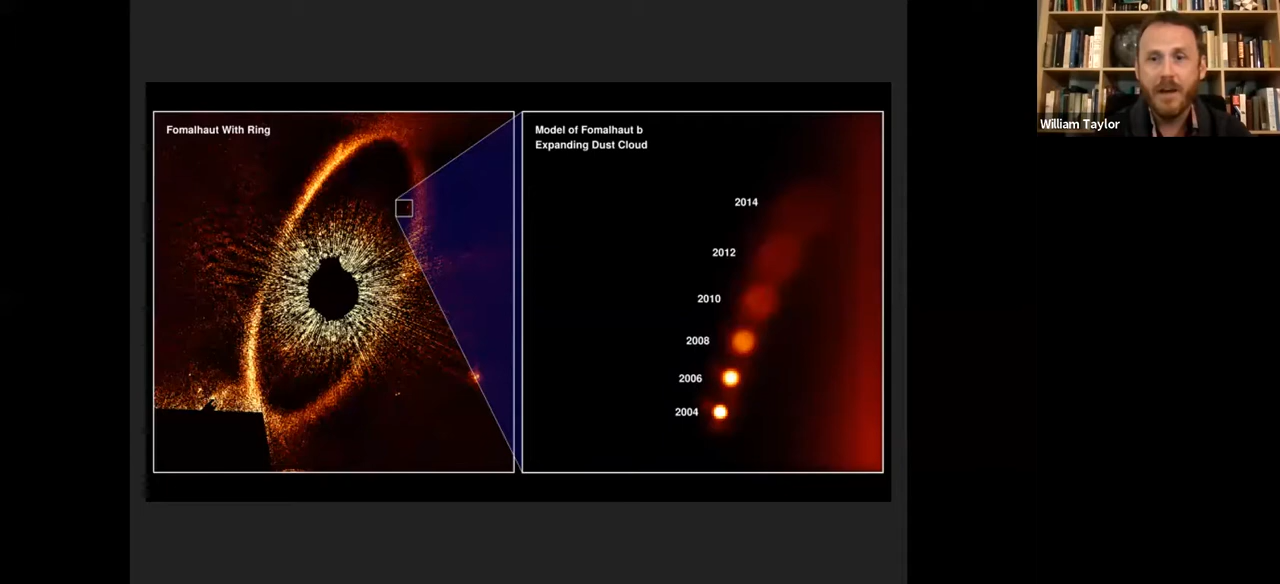 Fomalhaut With Ring
Model of Fomalhaut b
Expanding Dust Cloud
2014
2012
2010
2008
2006
2004
William Taylor